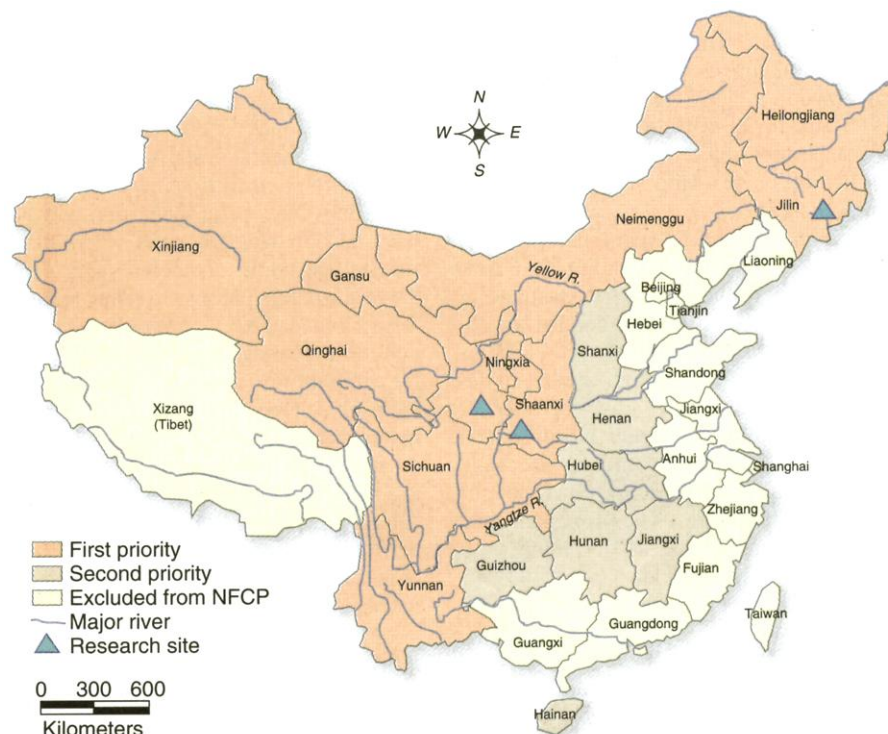 N
W E
S
Heilongjiang
Jilin
Neimenggu
Xinjiang
Liaoning
Gansu
Yellow R.
Beijing
Tianjin
Hebei
Qinghai
Shanxi
Ningxia
Shandong
Shaanxi
Xizang
(Tibet)
Henan
Jiangxi
Sichuan
Hubei
Anhui
Shanghai
Yangtze R.
Zhejiang
First priority
Second priority
Excluded from NFCP
Major river
Research site
Guizhou
Hunan
Jiangxi
Yunnan
Fujian
Taiwan
Guangxi
Guangdong
0 300 600
Kilometers
Hainan